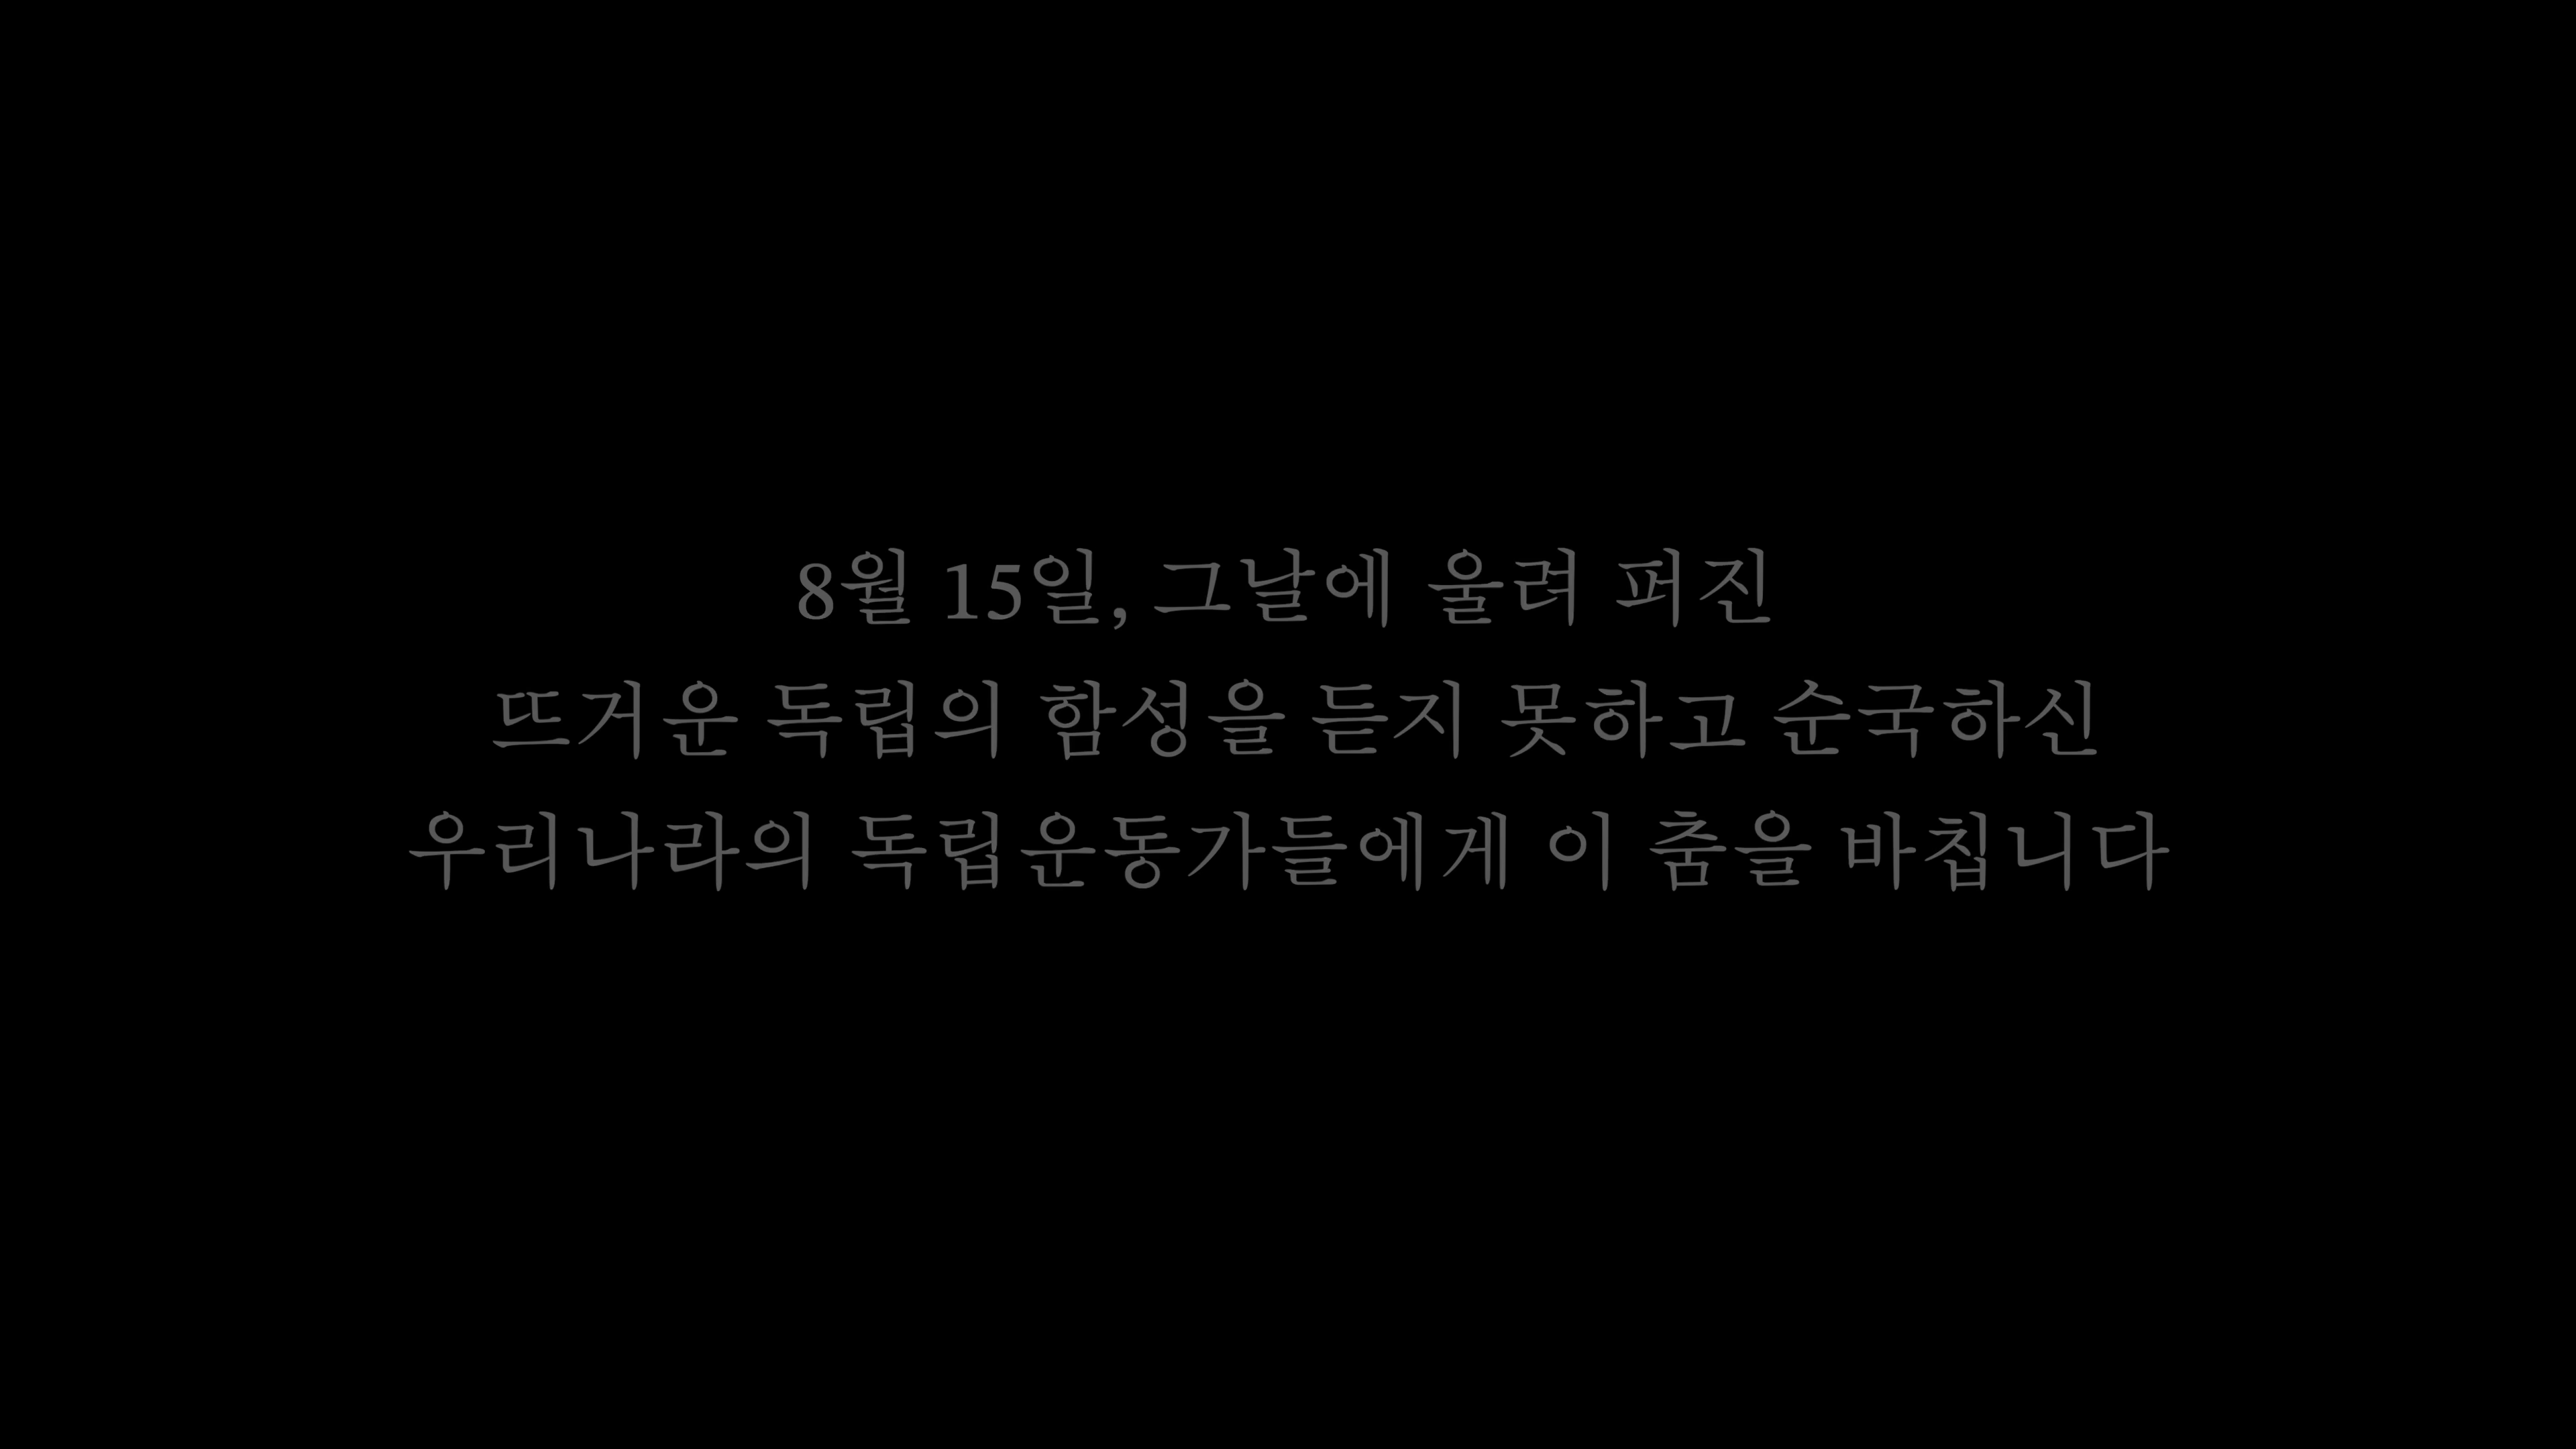 8월 15일, 그날에 울려 퍼진
뜨거운 독립의 함성을 듣지 못하고 순국하신
우리나라의 독립운동가들에게 이 춤을 바칩니다